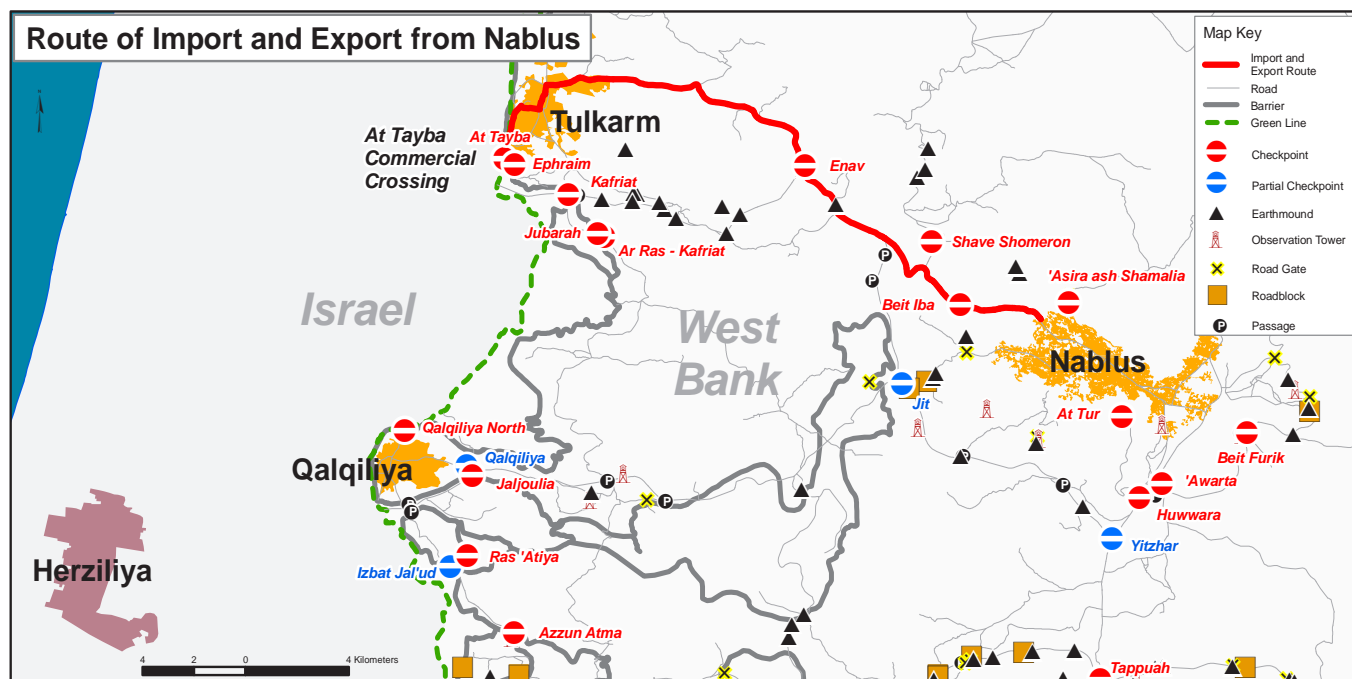 Route of Import and Export from Nablus
Map Key
Import and
Export Route
Road
Barrier
Green Line
Checkpoint
Partial Checkpoint
Earthmound
Observation Tower
Road Gate
Roadblock
P Passage
Tulkarm
At Tayba
Commercial
Crossing
At Tayba
Ephraim
Kafriat
Enav
Jubarah
Ar Ras - Kafriat
Shave Shomeron
'Asira ash Shamalia
Beit Iba
P
P
Israel
West
Bank
Nablus
Jit
At Tur
Beit Furik
Qalqiliya North
Qalqiliya
Qalqiliya
Jaljoulia
P
P
P
P
P
P
'Awarta
Huwwara
Yitzhar
Herziliya
Ras 'Atiya
Izbat Jal'ud
Azzun Atma
Tappuah
4 2 0 4 Kilometers